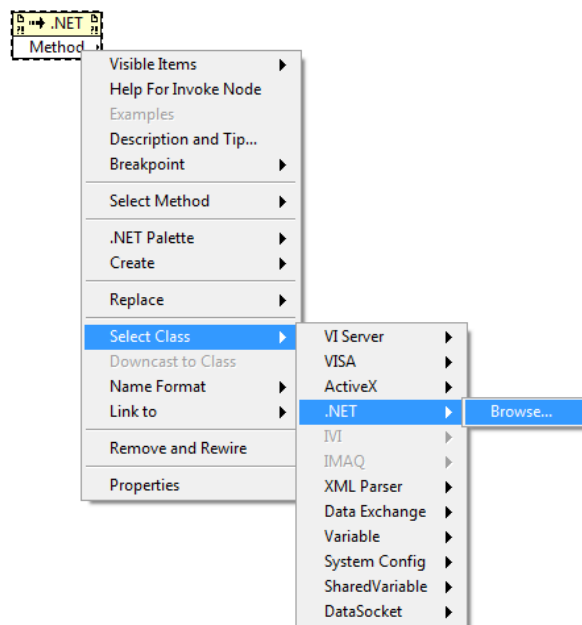 .NET
Method
Visible Items
Help For Invoke Node
Examples
Description and Tip...
Breakpoint
Select Method
.NET Palette
Create
Replace
Select Class
Downcast to Class
Name Format
Link to
Remove and Rewire
Properties
VI Server
VISA
ActiveX
.NET
Browse...
IVI
IMAQ
XML Parser
Data Exchange
Variable
System Config
SharedVariable
DataSocket